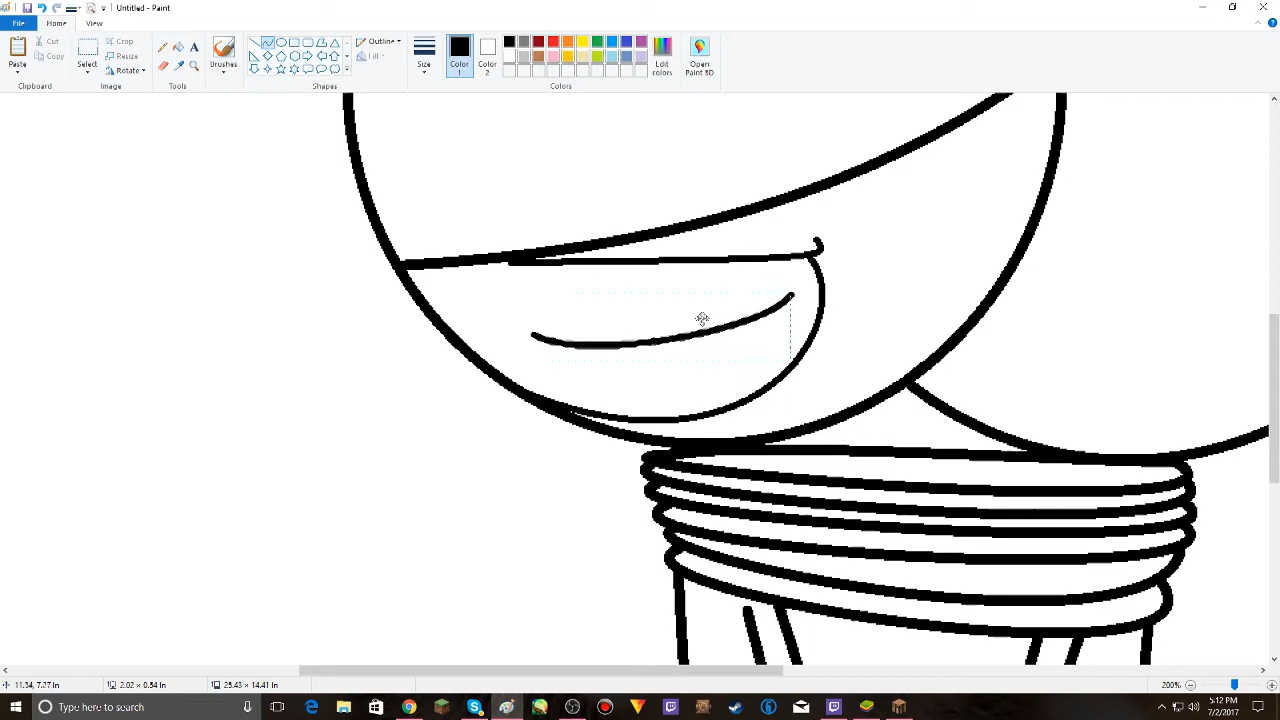 Untitled - Paint
File
Home
View
Paste
Cut
Copy
Clipboard
Select
Crop
Resize
Rotate
Image
Tools
Brushes
Outline
Fill
Shapes
Size
Color
1
Color
2
Edit
colors
Colors
Open
Paint 3D
11.34, 7.77 in
2.02 × 0.54 in
25.43 × 14.41 in
200%
Type here to search
5:12 PM
7/2/2017